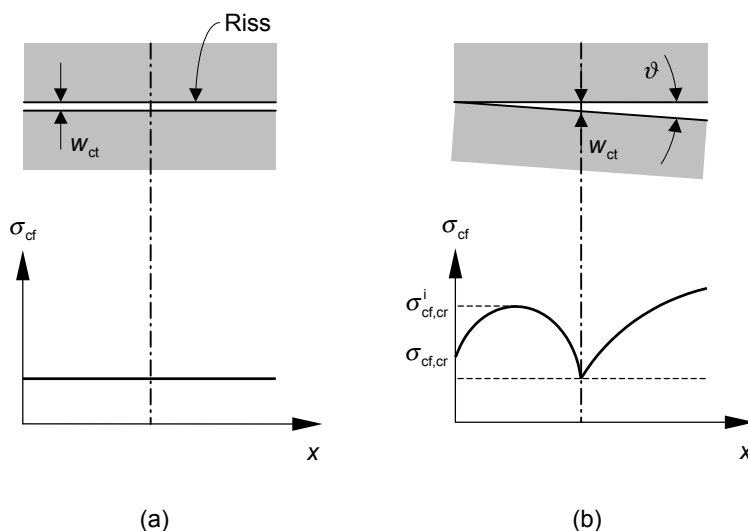 Riss
w_ct
σ_cf
x
(a)
ϑ
w_ct
σ_cf
σ^i_cf,cr
σ_cf,cr
x
(b)